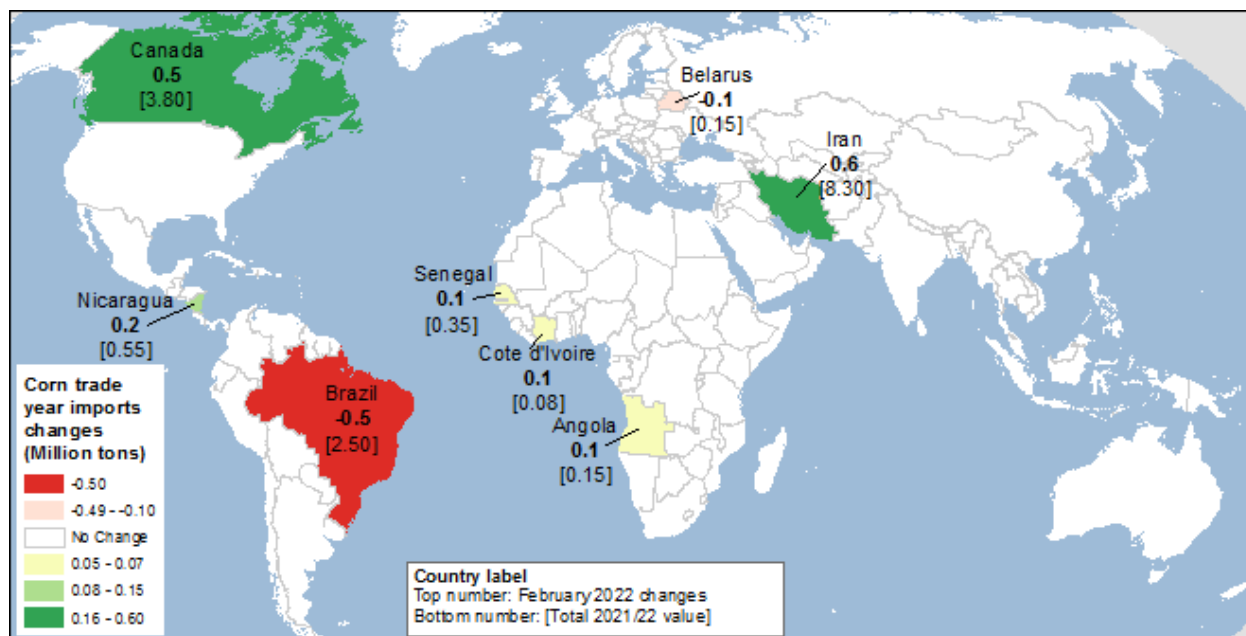 Canada
0.5
[3.80]
Belarus
-0.1
[0.15]
Iran
0.6
[8.30]
Senegal
0.1
[0.35]
Nicaragua
0.2
[0.55]
Cote d'Ivoire
0.1
[0.08]
Brazil
-0.5
[2.50]
Angola
0.1
[0.15]
Corn trade
year imports
changes
(Million tons)
-0.50
-0.49 - -0.10
No Change
0.05 - 0.07
0.08 - 0.15
0.16 - 0.60
Country label
Top number: February 2022 changes
Bottom number: [Total 2021/22 value]